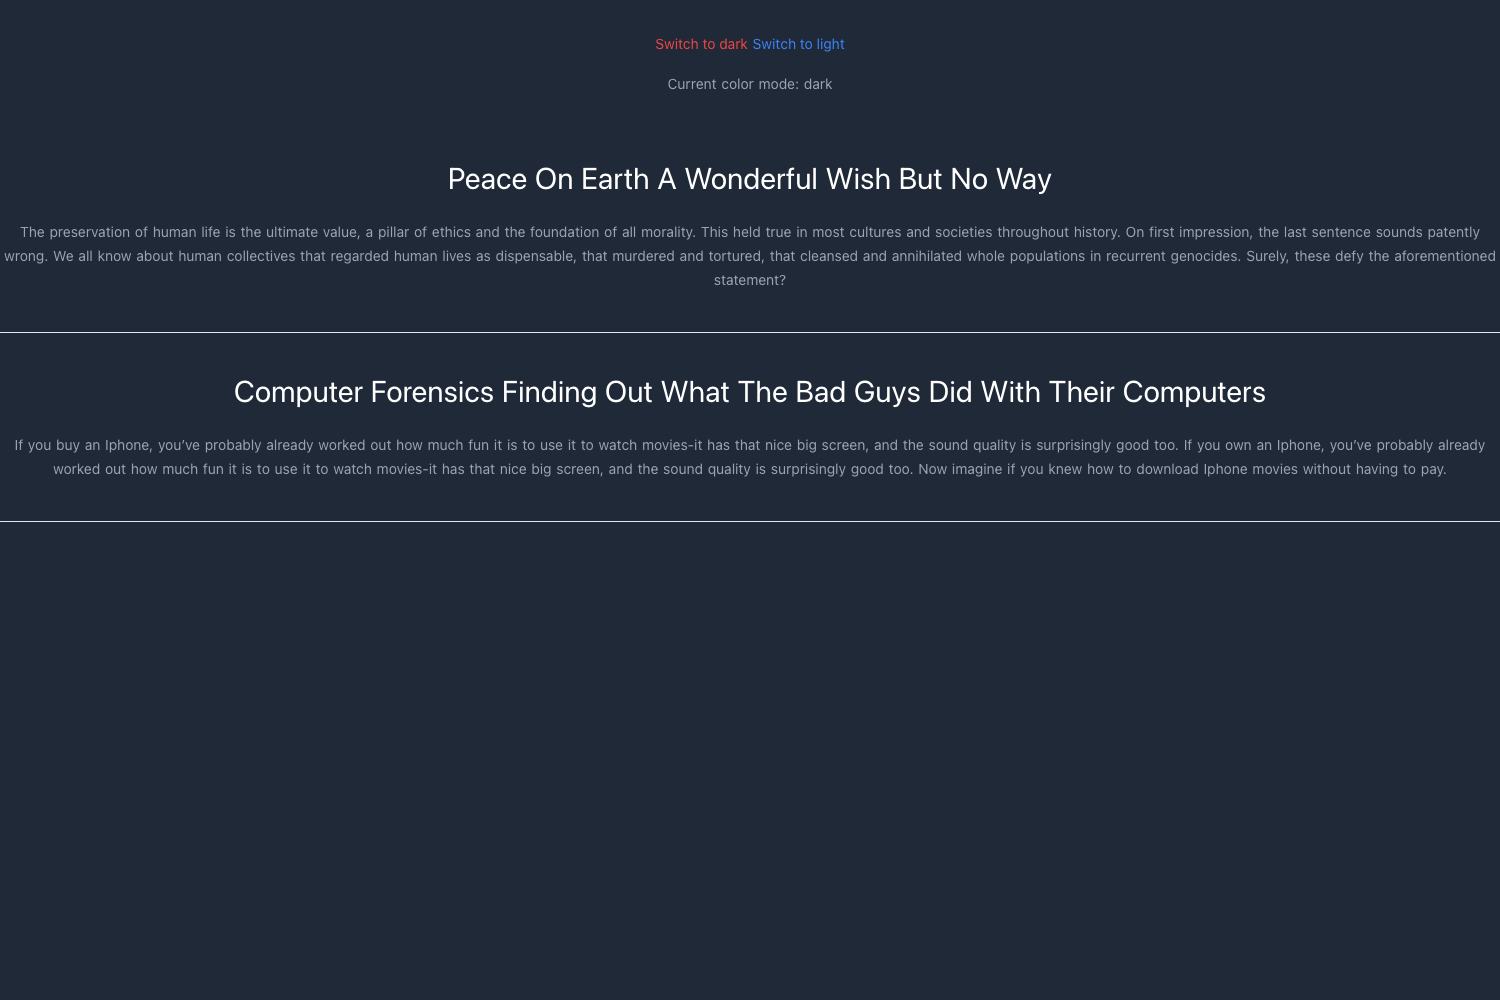 Switch to dark Switch to light
Current color mode: dark
Peace On Earth A Wonderful Wish But No Way
The preservation of human life is the ultimate value, a pillar of ethics and the foundation of all morality. This held true in most cultures and societies throughout history. On first impression, the last sentence sounds patently
wrong. We all know about human collectives that regarded human lives as dispensable, that murdered and tortured, that cleansed and annihilated whole populations in recurrent genocides. Surely, these defy the aforementioned
statement?
Computer Forensics Finding Out What The Bad Guys Did With Their Computers
If you buy an Iphone, you’ve probably already worked out how much fun it is to use it to watch movies-it has that nice big screen, and the sound quality is surprisingly good too. If you own an Iphone, you’ve probably already
worked out how much fun it is to use it to watch movies-it has that nice big screen, and the sound quality is surprisingly good too. Now imagine if you knew how to download Iphone movies without having to pay.